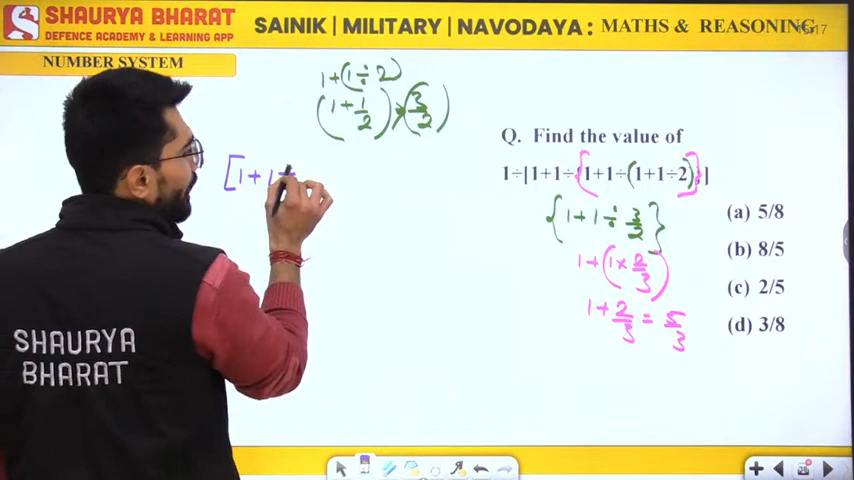 SHAURYA BHARAT
DEFENCE ACADEMY & LEARNING APP
SAINIK | MILITARY | NAVODAYA : MATHS & REASONING
NUMBER SYSTEM
1+(1÷2)
(1+1/2) (3/2)
[1+1÷
Q. Find the value of
1÷[1+1÷{1+1÷(1+1÷2)}]
{1+1÷3/2}
1+(1×2/3)
1+2/3=5/3
(a) 5/8
(b) 8/5
(c) 2/5
(d) 3/8
SHAURYA
BHARAT